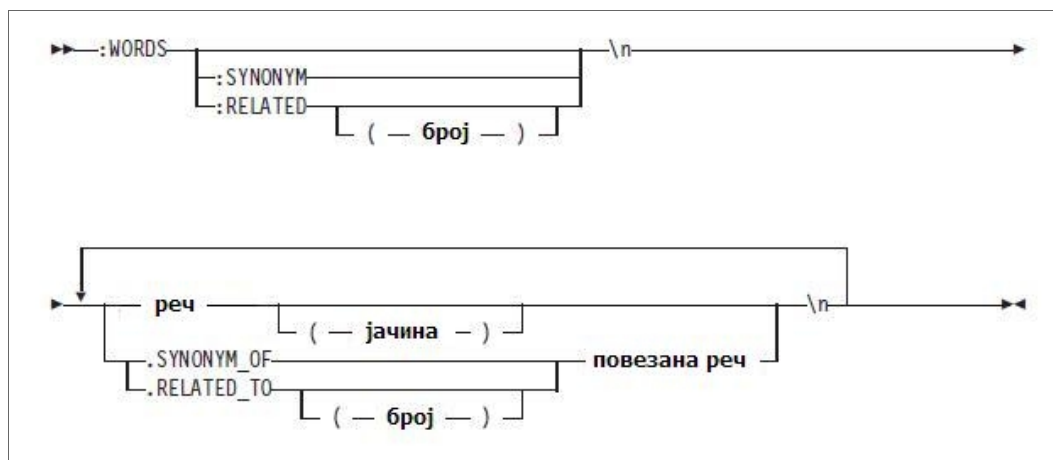 :WORDS \n
:SYNONYM
:RELATED
( — број — )
реч \n
( — јачина - )
.SYNONYM_OF повезана реч
.RELATED_TO
( — број — )